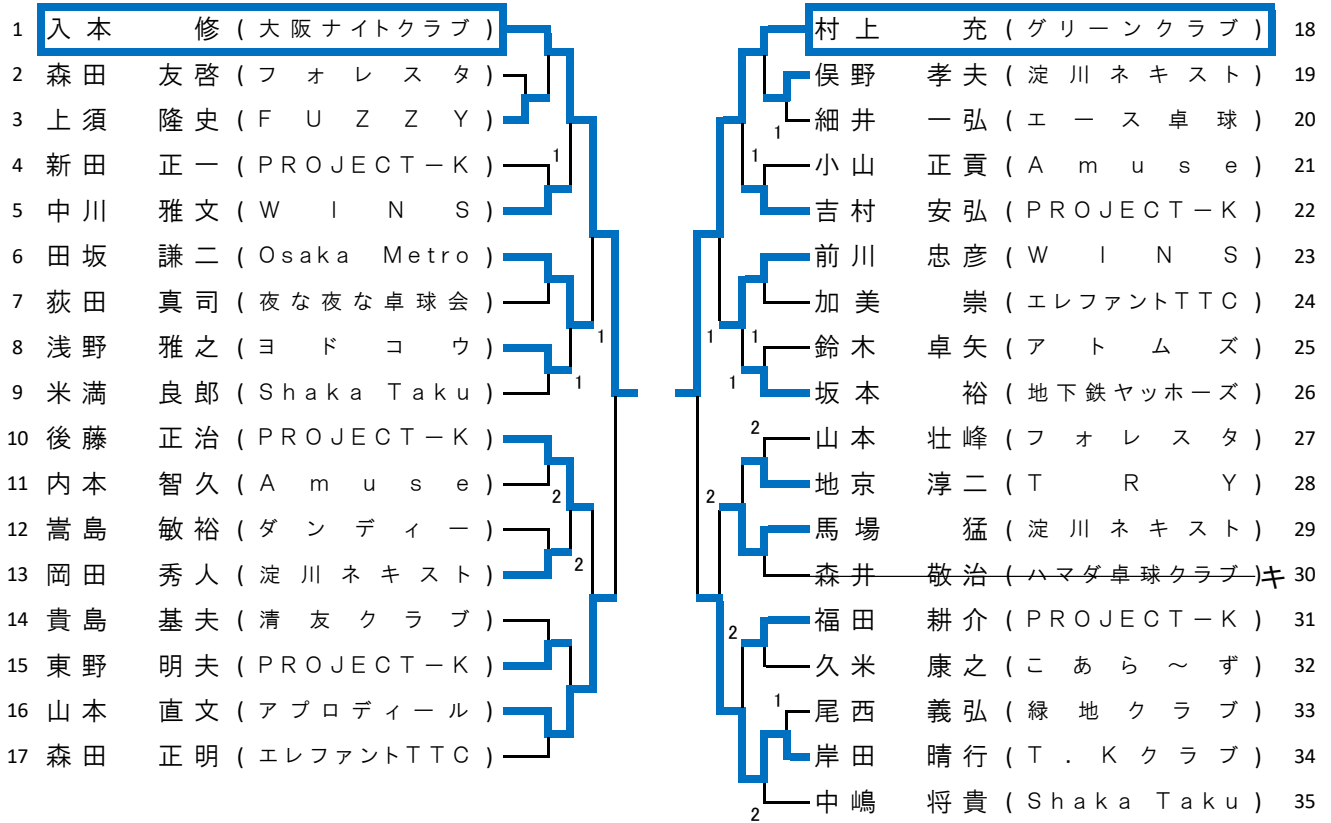 1 入本 修 ( 大阪ナイトクラブ )
2 森田 友啓 ( フォレスタ )
3 上須 隆史 ( ＦＵＺＺＹ )
1
4 新田 正一 ( ＰＲＯＪＥＣＴ－Ｋ )
5 中川 雅文 ( ＷＩＮＳ )
6 田坂 謙二 ( Osaka Metro )
7 荻田 真司 ( 夜な夜な卓球会 )
1
8 浅野 雅之 ( ヨドコウ )
1
9 米満 良郎 ( Shaka Taku )
10 後藤 正治 ( ＰＲＯＪＥＣＴ－Ｋ )
11 内本 智久 ( Ａｍｕｓｅ )
2
12 嵩島 敏裕 ( ダンディー )
2
13 岡田 秀人 ( 淀川ネキスト )
14 貴島 基夫 ( 清友クラブ )
15 東野 明夫 ( ＰＲＯＪＥＣＴ－Ｋ )
16 山本 直文 ( アプロディール )
17 森田 正明 ( エレファントＴＴＣ )
村上 充 ( グリーンクラブ ) 18
俣野 孝夫 ( 淀川ネキスト ) 19
細井 一弘 ( エース卓球 ) 20
1
1
小山 正貢 ( Ａｍｕｓｅ ) 21
吉村 安弘 ( ＰＲＯＪＥＣＴ－Ｋ ) 22
前川 忠彦 ( ＷＩＮＳ ) 23
加美 崇 ( エレファントＴＴＣ ) 24
1 1
鈴木 卓矢 ( アトムズ ) 25
1
坂本 裕 ( 地下鉄ヤッホーズ ) 26
2
山本 壮峰 ( フォレスタ ) 27
地京 淳二 ( ＴＲＹ ) 28
2
馬場 猛 ( 淀川ネキスト ) 29
森井 敬治 ( ハマダ卓球クラブ )キ 30
福田 耕介 ( ＰＲＯＪＥＣＴ－Ｋ ) 31
2
久米 康之 ( こあら～ず ) 32
1
尾西 義弘 ( 緑地クラブ ) 33
岸田 晴行 ( Ｔ．Ｋクラブ ) 34
中嶋 将貴 ( Shaka Taku ) 35
2